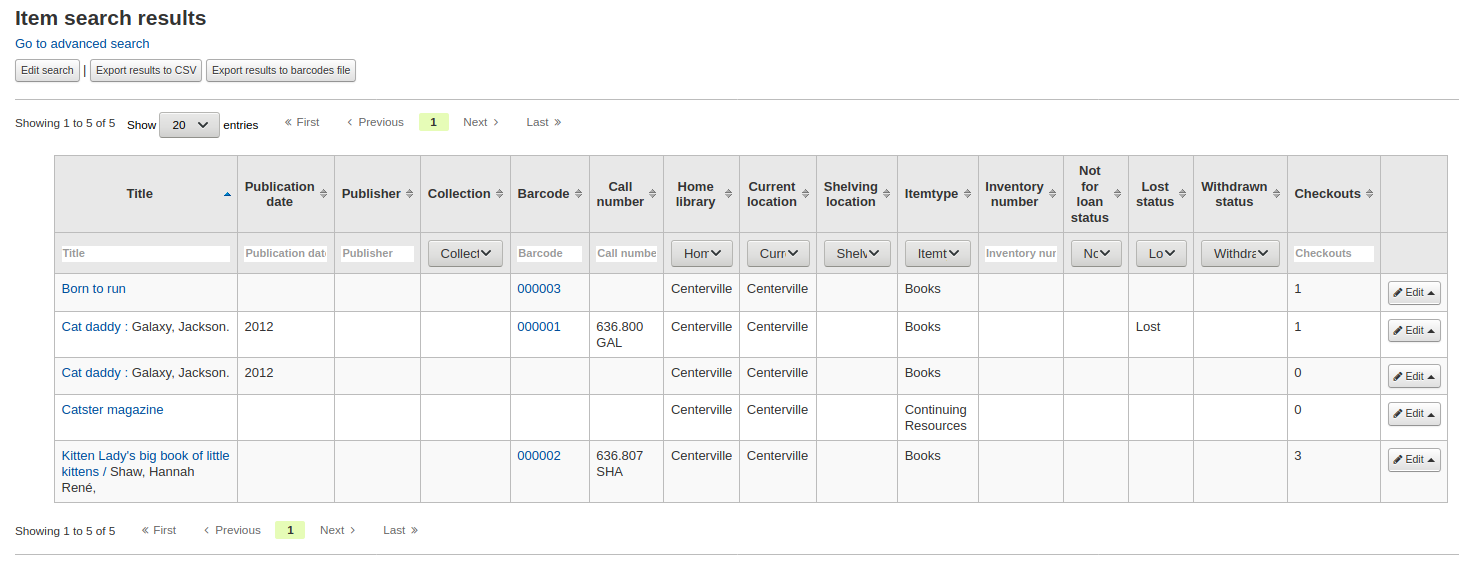 Item search results
Go to advanced search
Edit search | Export results to CSV Export results to barcodes file
Showing 1 to 5 of 5 Show 20 entries « First ‹ Previous 1 Next › Last »
Title Publication date Publisher Collection Barcode Call number Home library Current location Shelving location Itemtype Inventory number Not for loan status Lost status Withdrawn status Checkouts
Title Publication date Publisher Collect Barcode Call numbe Hom Curr Shelv Itemt Inventory nur Nc Lo Withdra Checkouts
Born to run 000003 Centerville Centerville Books 1 Edit
Cat daddy : Galaxy, Jackson. 2012 000001 636.800 GAL Centerville Centerville Books Lost 1 Edit
Cat daddy : Galaxy, Jackson. 2012 Centerville Centerville Books 0 Edit
Catster magazine Centerville Centerville Continuing Resources 0 Edit
Kitten Lady's big book of little kittens / Shaw, Hannah René, 000002 636.807 SHA Centerville Centerville Books 3 Edit
Showing 1 to 5 of 5 « First ‹ Previous 1 Next › Last »